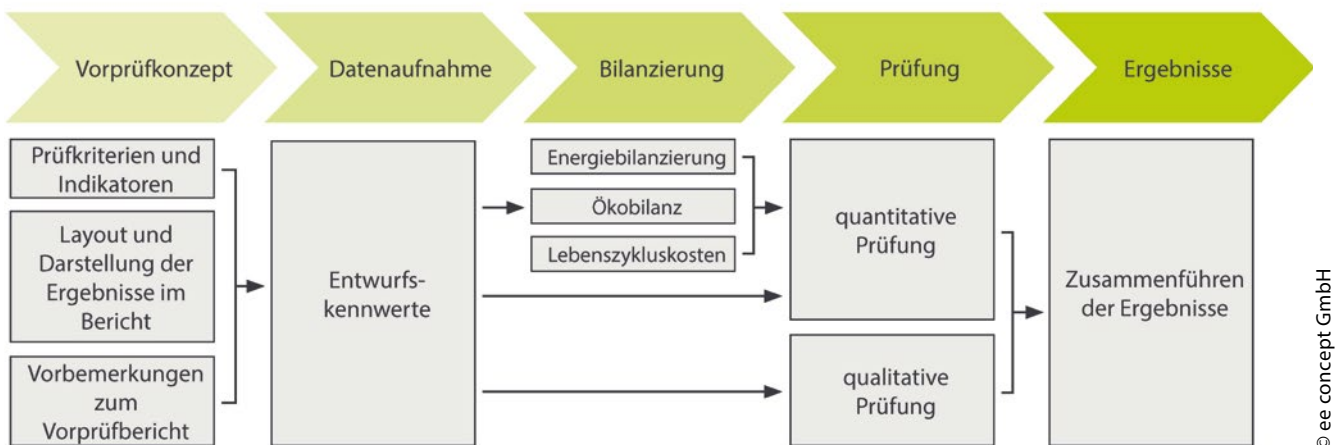 Vorprüfkonzept
Datenaufnahme
Bilanzierung
Prüfung
Ergebnisse
Prüfkriterien und
Indikatoren
Layout und
Darstellung der
Ergebnisse im
Bericht
Vorbemerkungen
zum
Vorprüfbericht
Entwurfs-
kennwerte
Energiebilanzierung
Ökobilanz
Lebenszykluskosten
quantitative
Prüfung
qualitative
Prüfung
Zusammenführen
der Ergebnisse
© ee concept GmbH